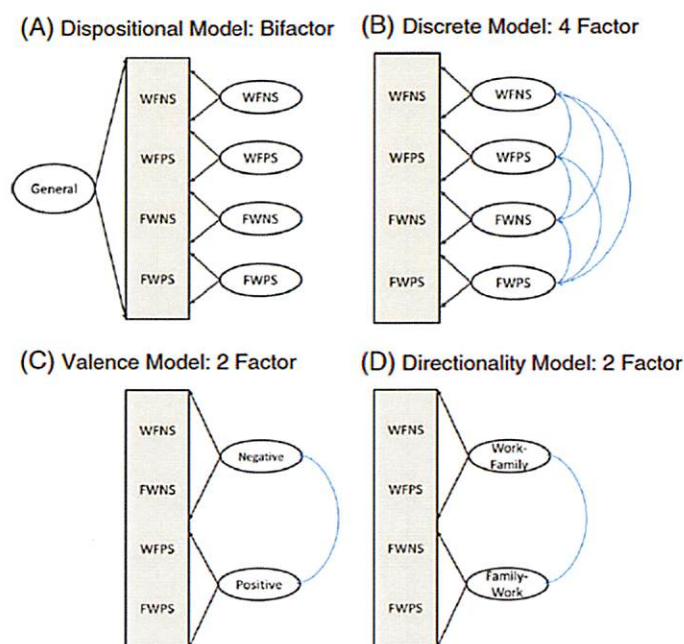 (A) Dispositional Model: Bifactor
General
WFNS
WFPS
FWNS
FWPS
WFNS
WFPS
FWNS
FWPS
(B) Discrete Model: 4 Factor
WFNS
WFPS
FWNS
FWPS
WFNS
WFPS
FWNS
FWPS
(C) Valence Model: 2 Factor
WFNS
FWNS
WFPS
FWPS
Negative
Positive
(D) Directionality Model: 2 Factor
WFNS
WFPS
FWNS
FWPS
Work-
Family
Family-
Work